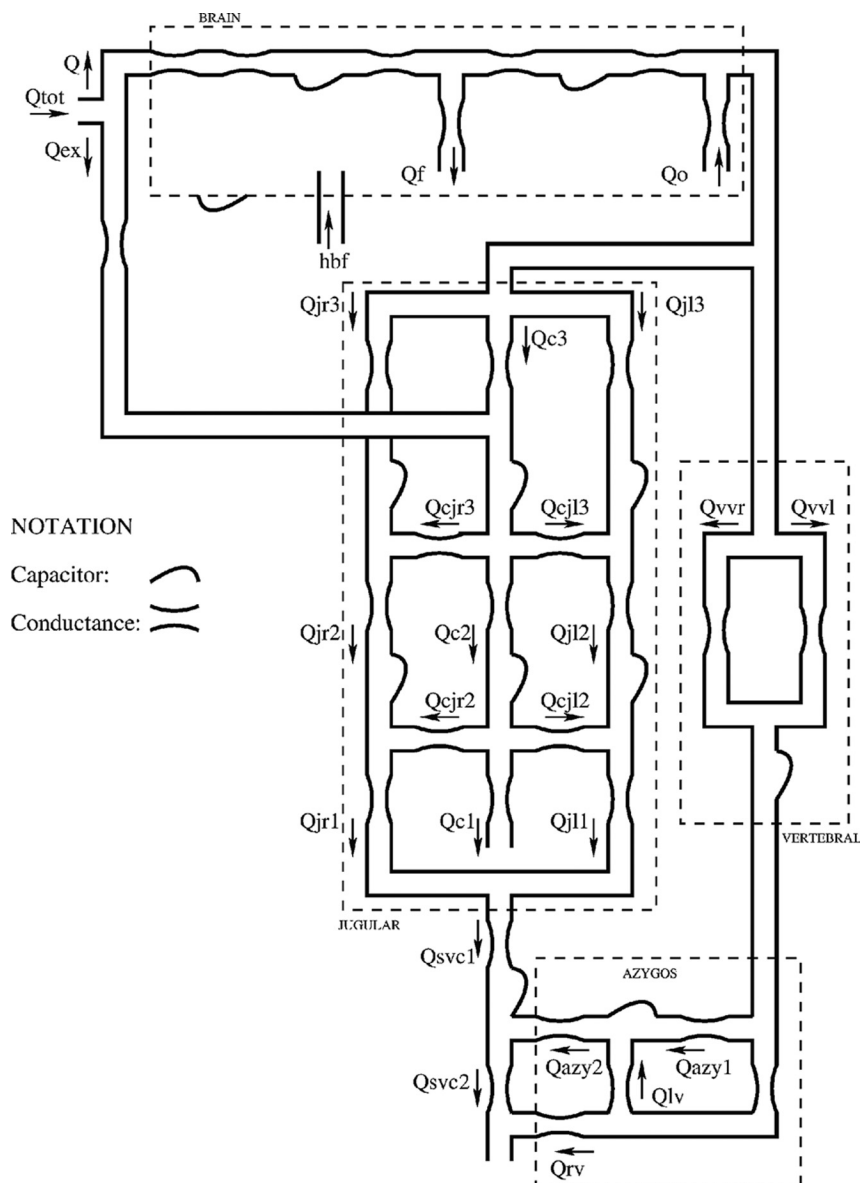 BRAIN
Q
Qtot
Qex
Qf
Qo
hbf
Qjr3
Qjl3
Qc3
Qcjr3
Qcjl3
Qvvr
Qvvl
NOTATION
Capacitor:
Conductance:
Qjr2
Qc2
Qjl2
Qcjr2
Qcjl2
Qjr1
Qc1
Qjl1
VERTEBRAL
JUGULAR
Qsvc1
AZYGOS
Qazy2
Qazy1
Qsvc2
Qlv
Qrv